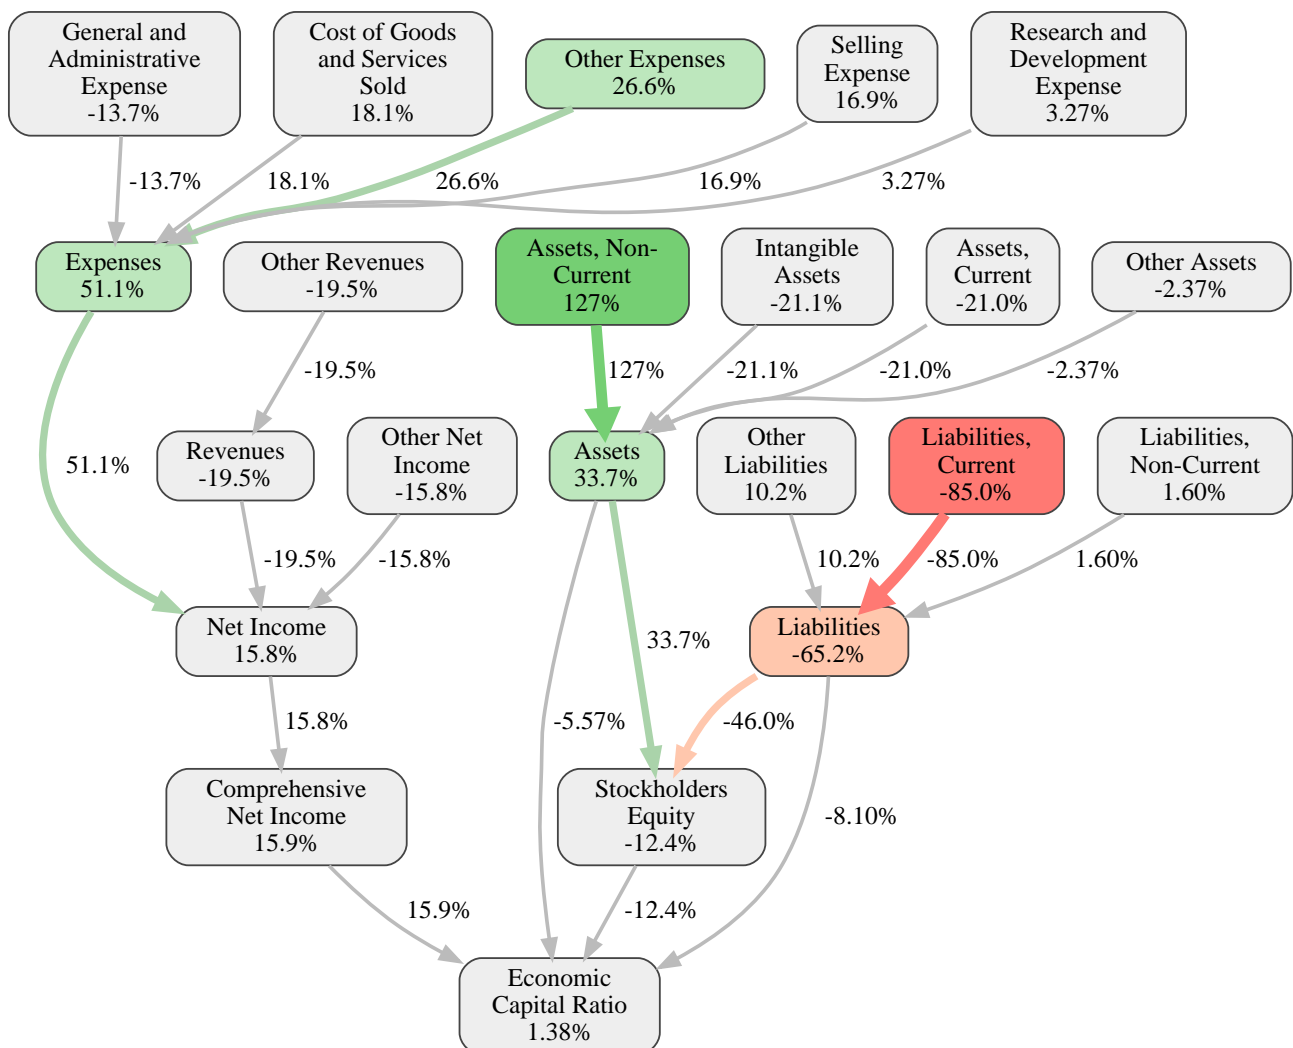 General and
Administrative
Expense
-13.7%
Cost of Goods
and Services
Sold
18.1%
Other Expenses
26.6%
Selling
Expense
16.9%
Research and
Development
Expense
3.27%
-13.7%
18.1%
26.6%
16.9%
3.27%
Expenses
51.1%
Other Revenues
-19.5%
Assets, Non-
Current
127%
Intangible
Assets
-21.1%
Assets,
Current
-21.0%
Other Assets
-2.37%
-19.5%
127%
-21.1%
-21.0%
-2.37%
51.1%
Revenues
-19.5%
Other Net
Income
-15.8%
Assets
33.7%
Other
Liabilities
10.2%
Liabilities,
Current
-85.0%
Liabilities,
Non-Current
1.60%
-19.5%
-15.8%
10.2%
-85.0%
1.60%
Net Income
15.8%
33.7%
Liabilities
-65.2%
15.8%
-5.57%
-46.0%
Comprehensive
Net Income
15.9%
Stockholders
Equity
-12.4%
-8.10%
15.9%
-12.4%
Economic
Capital Ratio
1.38%